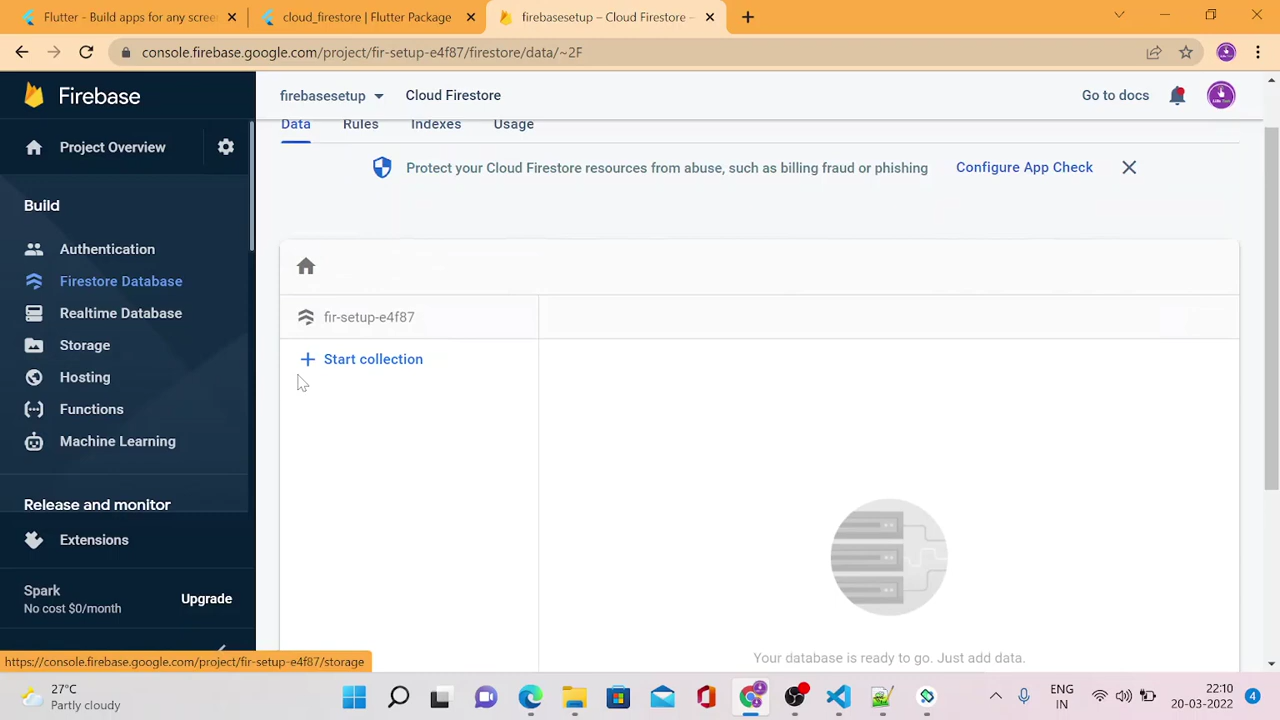 Flutter - Build apps for any scree
cloud_firestore | Flutter Package
firebasesetup – Cloud Firestore –
console.firebase.google.com/project/fir-setup-e4f87/firestore/data/~2F
Firebase
firebasesetup
Cloud Firestore
Go to docs
Project Overview
Data
Rules
Indexes
Usage
Protect your Cloud Firestore resources from abuse, such as billing fraud or phishing
Configure App Check
Build
Authentication
Firestore Database
Realtime Database
Storage
Hosting
Functions
Machine Learning
fir-setup-e4f87
Start collection
Release and monitor
Extensions
Spark
No cost $0/month
Upgrade
Your database is ready to go. Just add data.
https://console.firebase.google.com/project/fir-setup-e4f87/storage
27°C
Partly cloudy
ENG
IN
22:10
20-03-2022
4